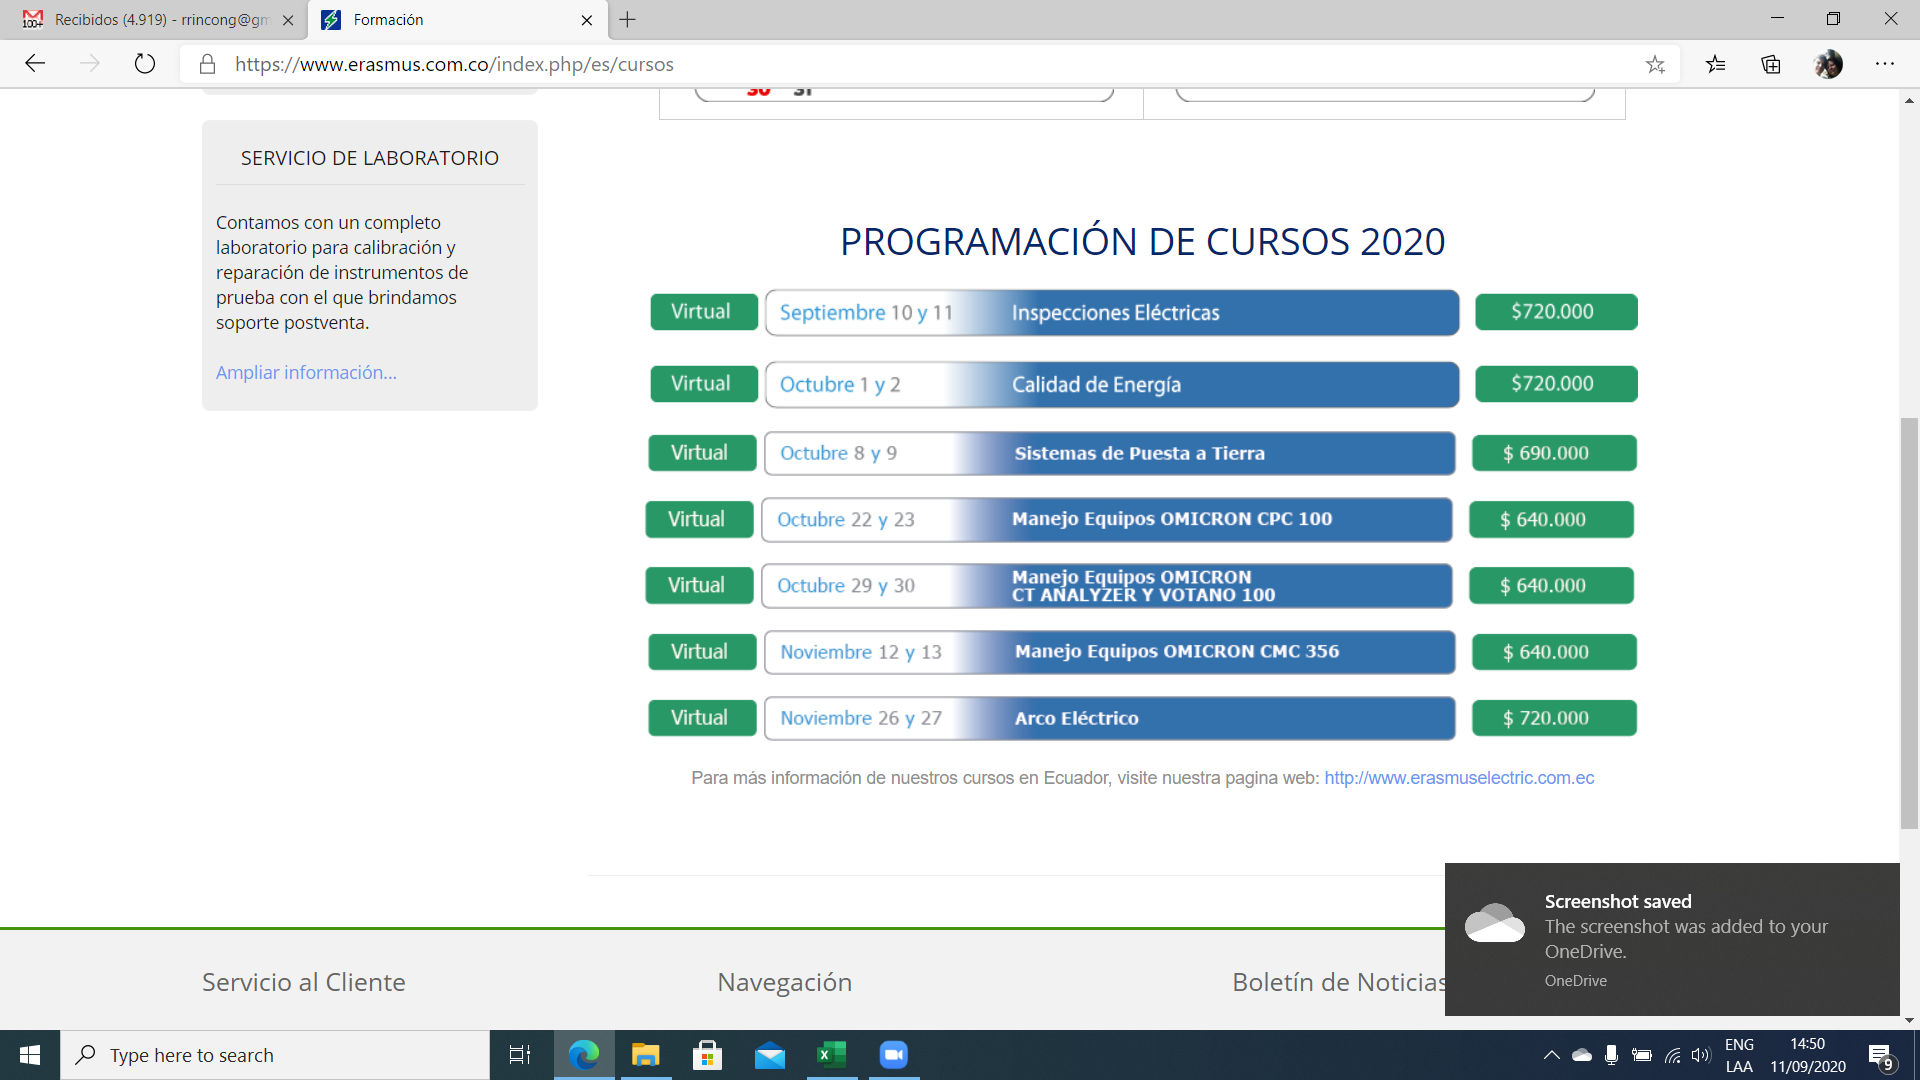 Recibidos (4.919) - rrincong@gm
Formación
https://www.erasmus.com.co/index.php/es/cursos
30 31
SERVICIO DE LABORATORIO
Contamos con un completo
laboratorio para calibración y
reparación de instrumentos de
prueba con el que brindamos
soporte postventa.
Ampliar información...
PROGRAMACIÓN DE CURSOS 2020
Virtual Septiembre 10 y 11 Inspecciones Eléctricas $720.000
Virtual Octubre 1 y 2 Calidad de Energía $720.000
Virtual Octubre 8 y 9 Sistemas de Puesta a Tierra $ 690.000
Virtual Octubre 22 y 23 Manejo Equipos OMICRON CPC 100 $ 640.000
Virtual Octubre 29 y 30 Manejo Equipos OMICRON
CT ANALYZER Y VOTANO 100 $ 640.000
Virtual Noviembre 12 y 13 Manejo Equipos OMICRON CMC 356 $ 640.000
Virtual Noviembre 26 y 27 Arco Eléctrico $ 720.000
Para más información de nuestros cursos en Ecuador, visite nuestra pagina web: http://www.erasmuselectric.com.ec
Screenshot saved
The screenshot was added to your
OneDrive.
OneDrive
Servicio al Cliente
Navegación
Boletín de Noticias
Type here to search
ENG
LAA
14:50
11/09/2020
9